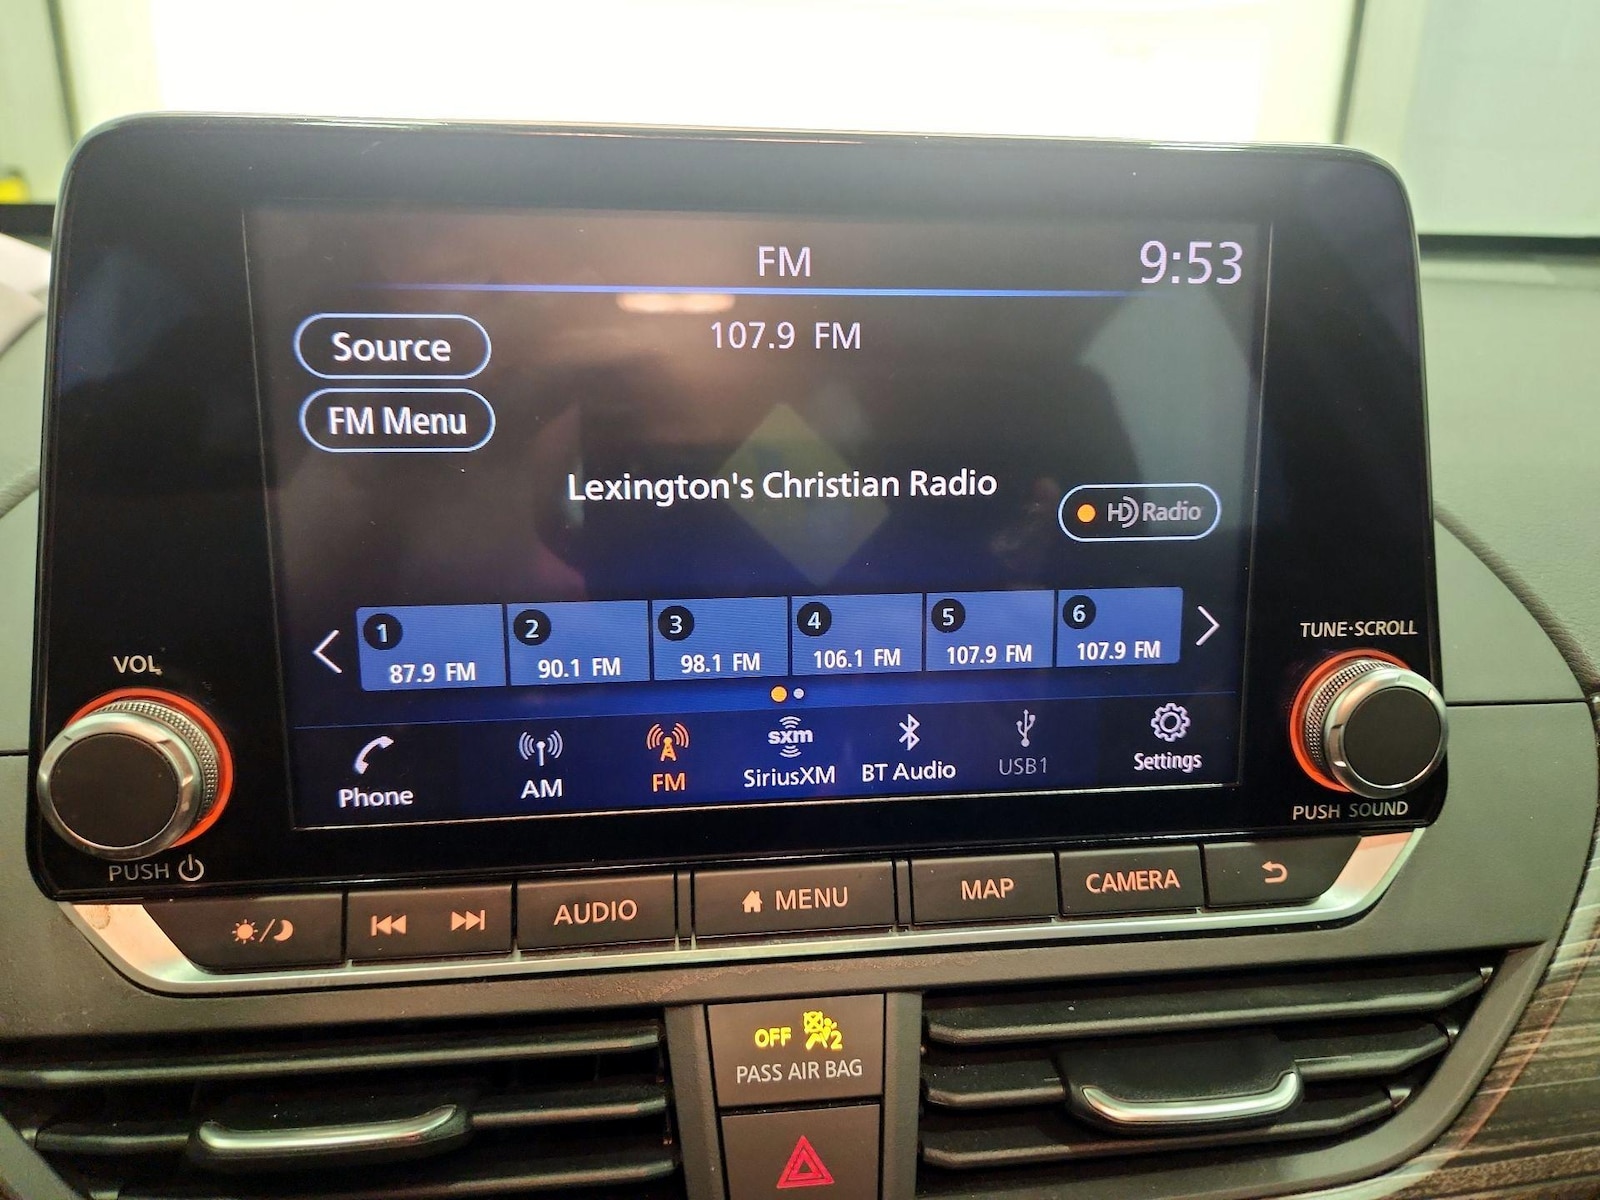 FM
9:53
Source
107.9 FM
FM Menu
Lexington's Christian Radio
HD Radio
1
2
3
4
5
6
87.9 FM
90.1 FM
98.1 FM
106.1 FM
107.9 FM
107.9 FM
VOL
TUNE·SCROLL
Phone
AM
FM
sxm
SiriusXM
BT Audio
USB1
Settings
PUSH
PUSH SOUND
AUDIO
MENU
MAP
CAMERA
OFF
2
PASS AIR BAG